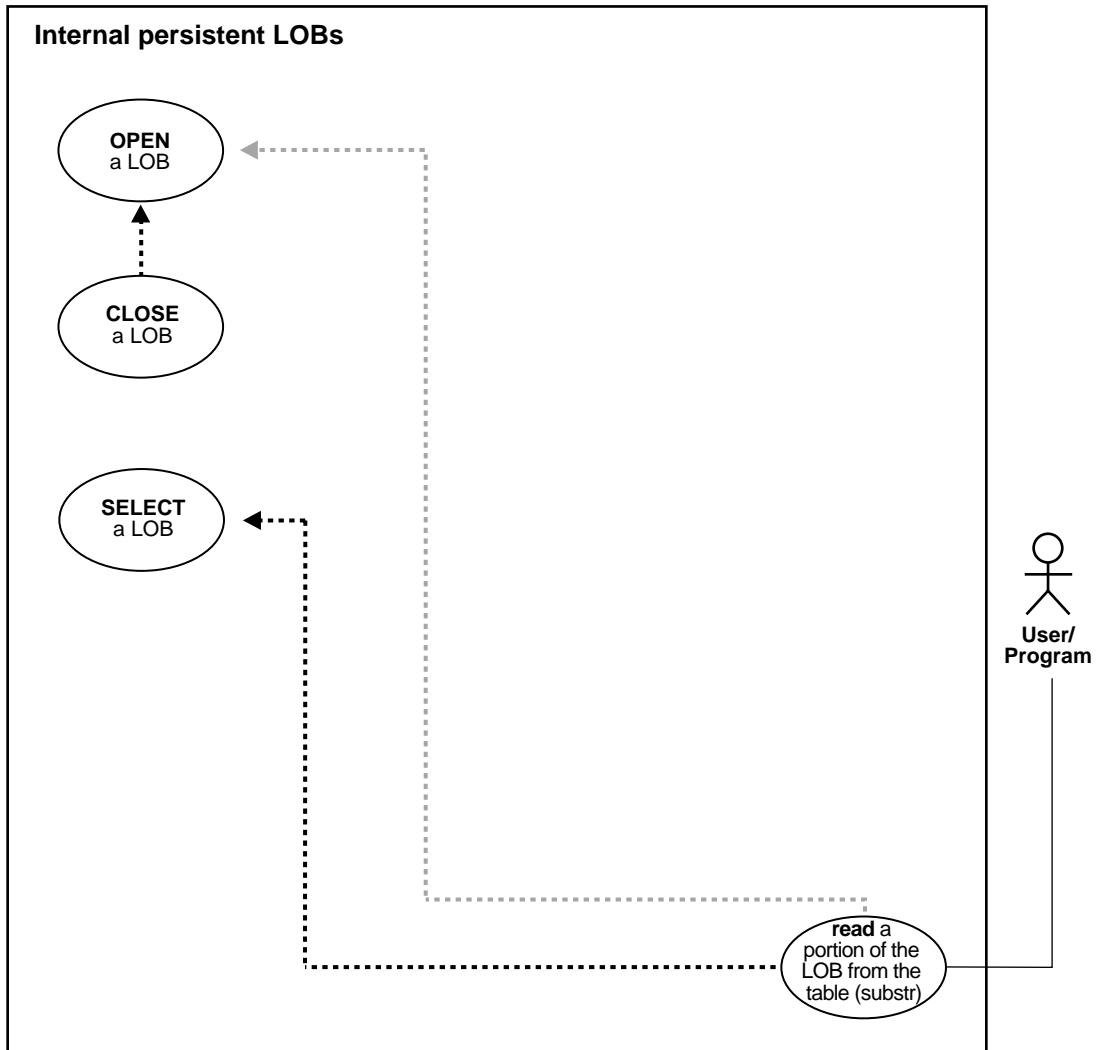 Internal persistent LOBs
OPEN
a LOB
CLOSE
a LOB
SELECT
a LOB
User/
Program
read a
portion of the
LOB from the
table (substr)